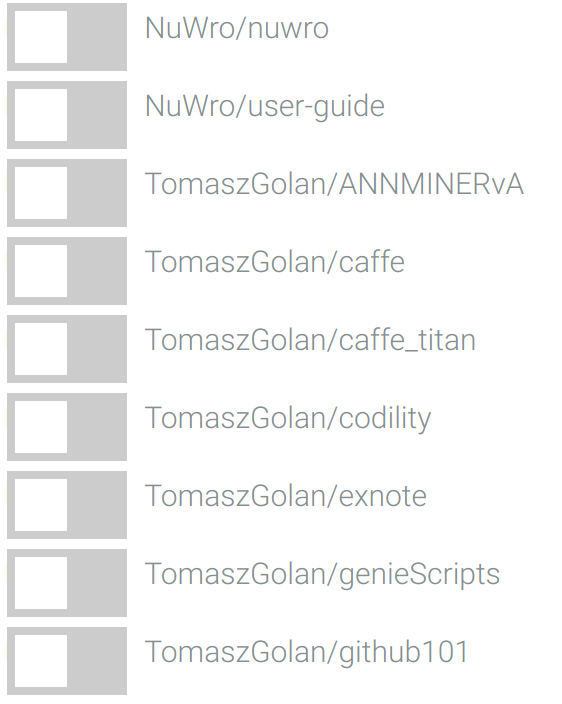 NuWro/nuwro
NuWro/user-guide
TomaszGolan/ANNMINERvA
TomaszGolan/caffe
TomaszGolan/caffe_titan
TomaszGolan/codility
TomaszGolan/exnote
TomaszGolan/genieScripts
TomaszGolan/github101